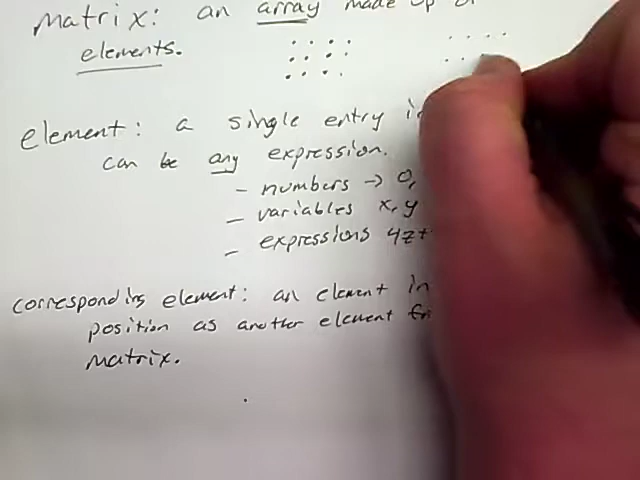 matrix: an array made up of
elements.
element: a single entry in
can be any expression.
- numbers → 0,
- variables x, y
- expressions 4z+
corresponding element: an element in
position as another element
matrix.